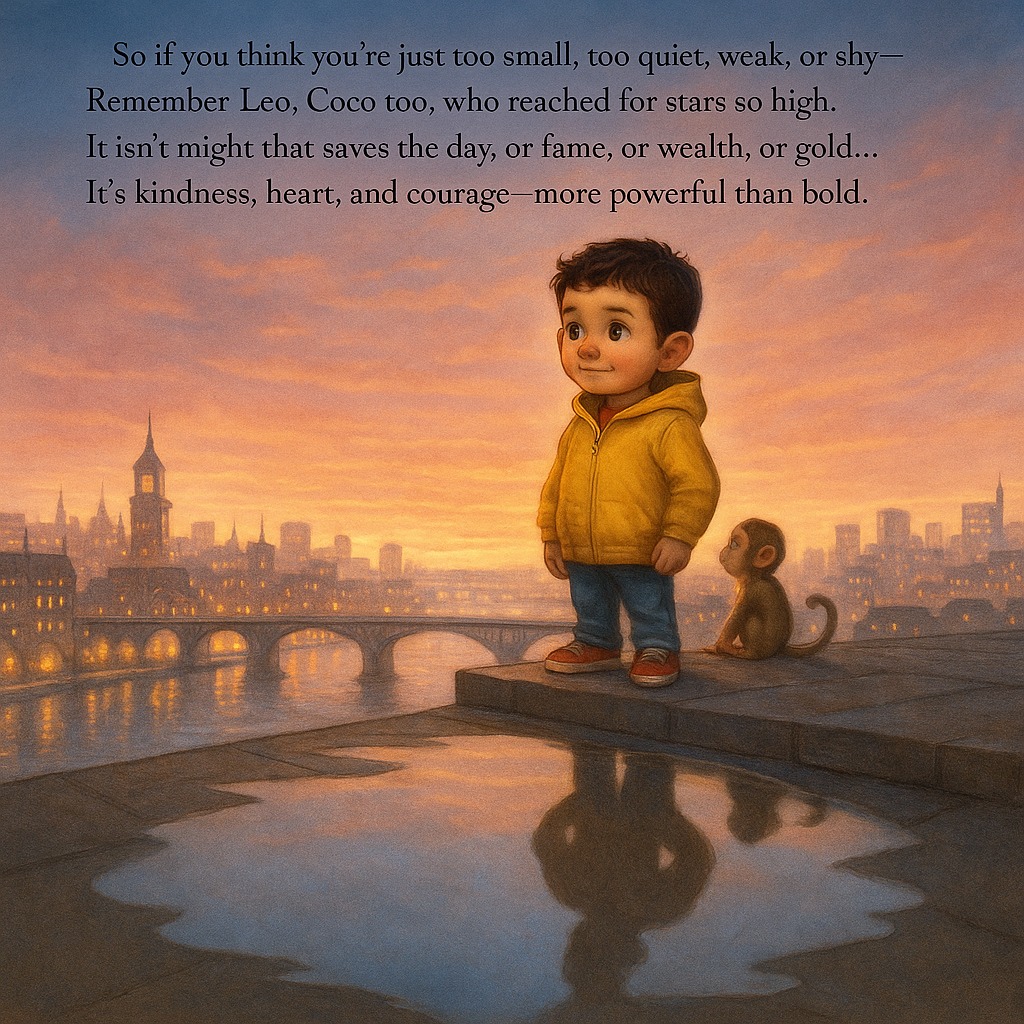 So if you think you’re just too small, too quiet, weak, or shy—
Remember Leo, Coco too, who reached for stars so high.
It isn’t might that saves the day, or fame, or wealth, or gold...
It’s kindness, heart, and courage—more powerful than bold.